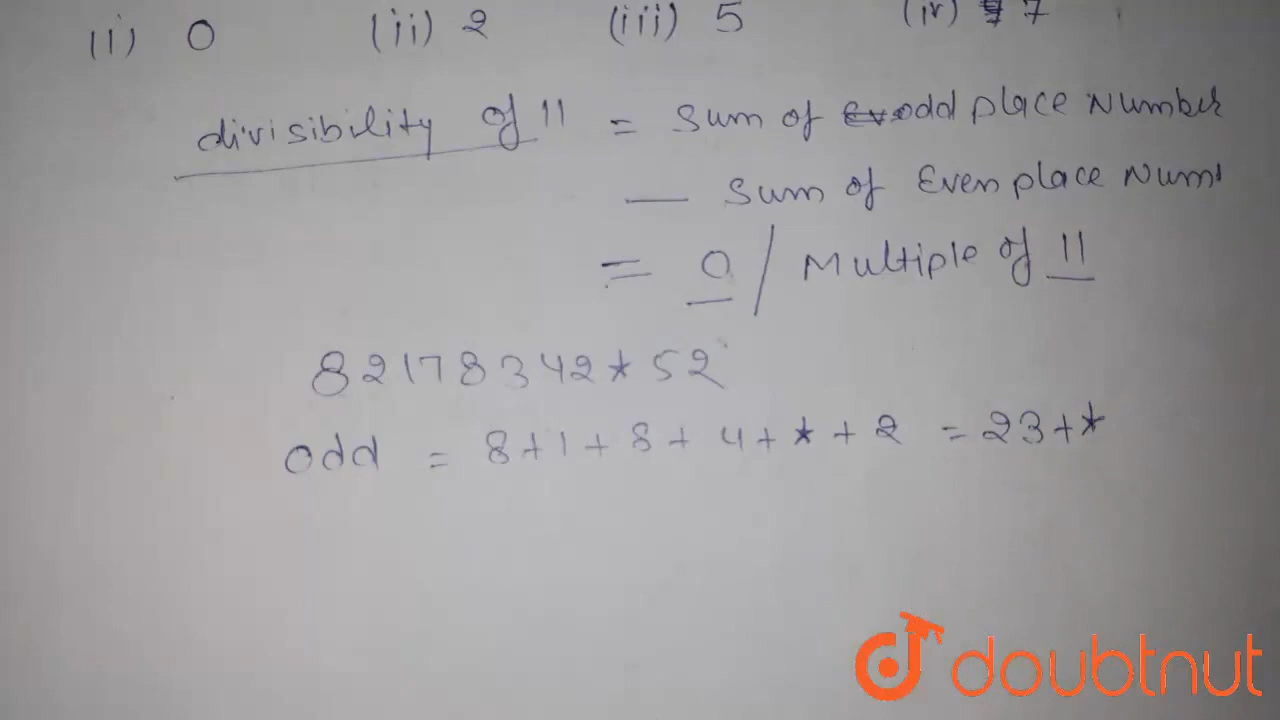 (i) 0 (ii) 2 (iii) 5 (iv) 7
divisibility of 11 = Sum of odd place Number
— Sum of Even place Num
= 0 / Multiple of 11
82178342*52
odd = 8+1+8+4+*+2 = 23+*
doubtnut